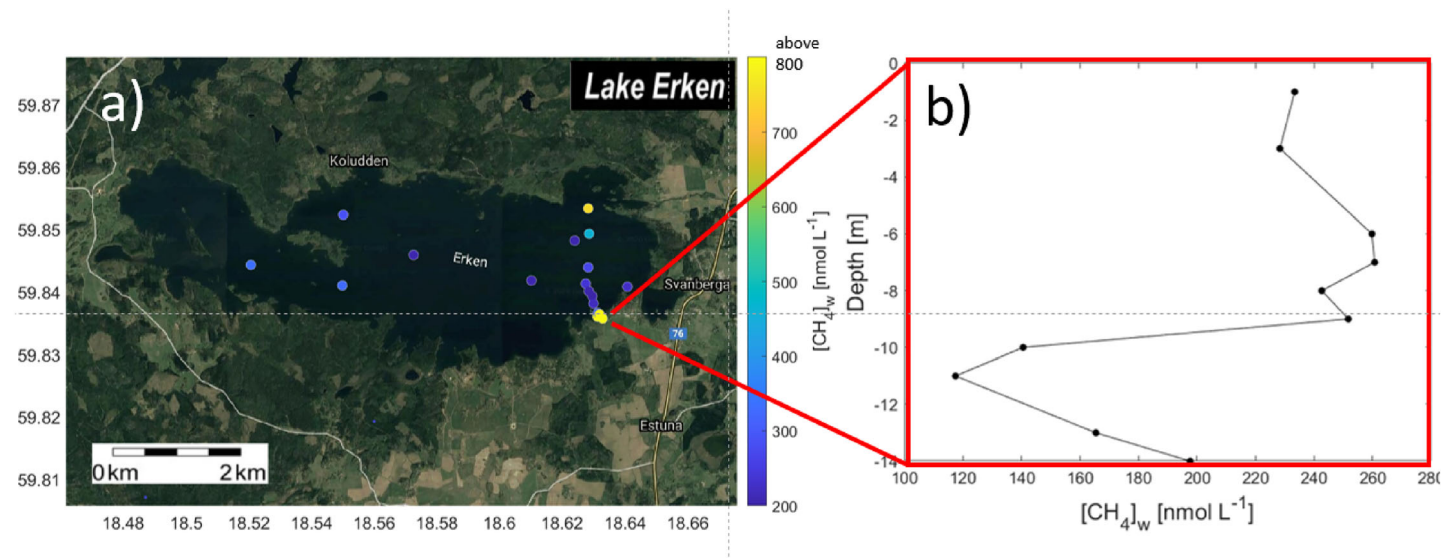 above
800
700
600
500
400
300
200
[CH₄]w [nmol L⁻¹]
a)
Lake Erken
Koludden
Erken
Svanberga
76
Estuna
0 km 2 km
59.87
59.86
59.85
59.84
59.83
59.82
59.81
18.48 18.5 18.52 18.54 18.56 18.58 18.6 18.62 18.64 18.66
b)
0
-2
-4
-6
-8
-10
-12
-14
Depth [m]
100 120 140 160 180 200 220 240 260 280
[CH₄]w [nmol L⁻¹]